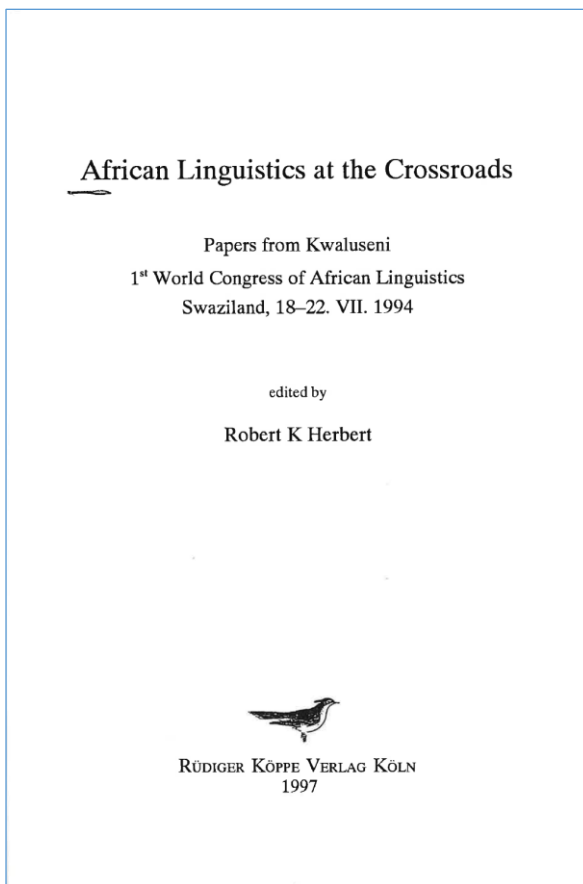 African Linguistics at the Crossroads
Papers from Kwaluseni
1st World Congress of African Linguistics
Swaziland, 18–22. VII. 1994
edited by
Robert K Herbert
RÜDIGER KÖPPE VERLAG KÖLN
1997